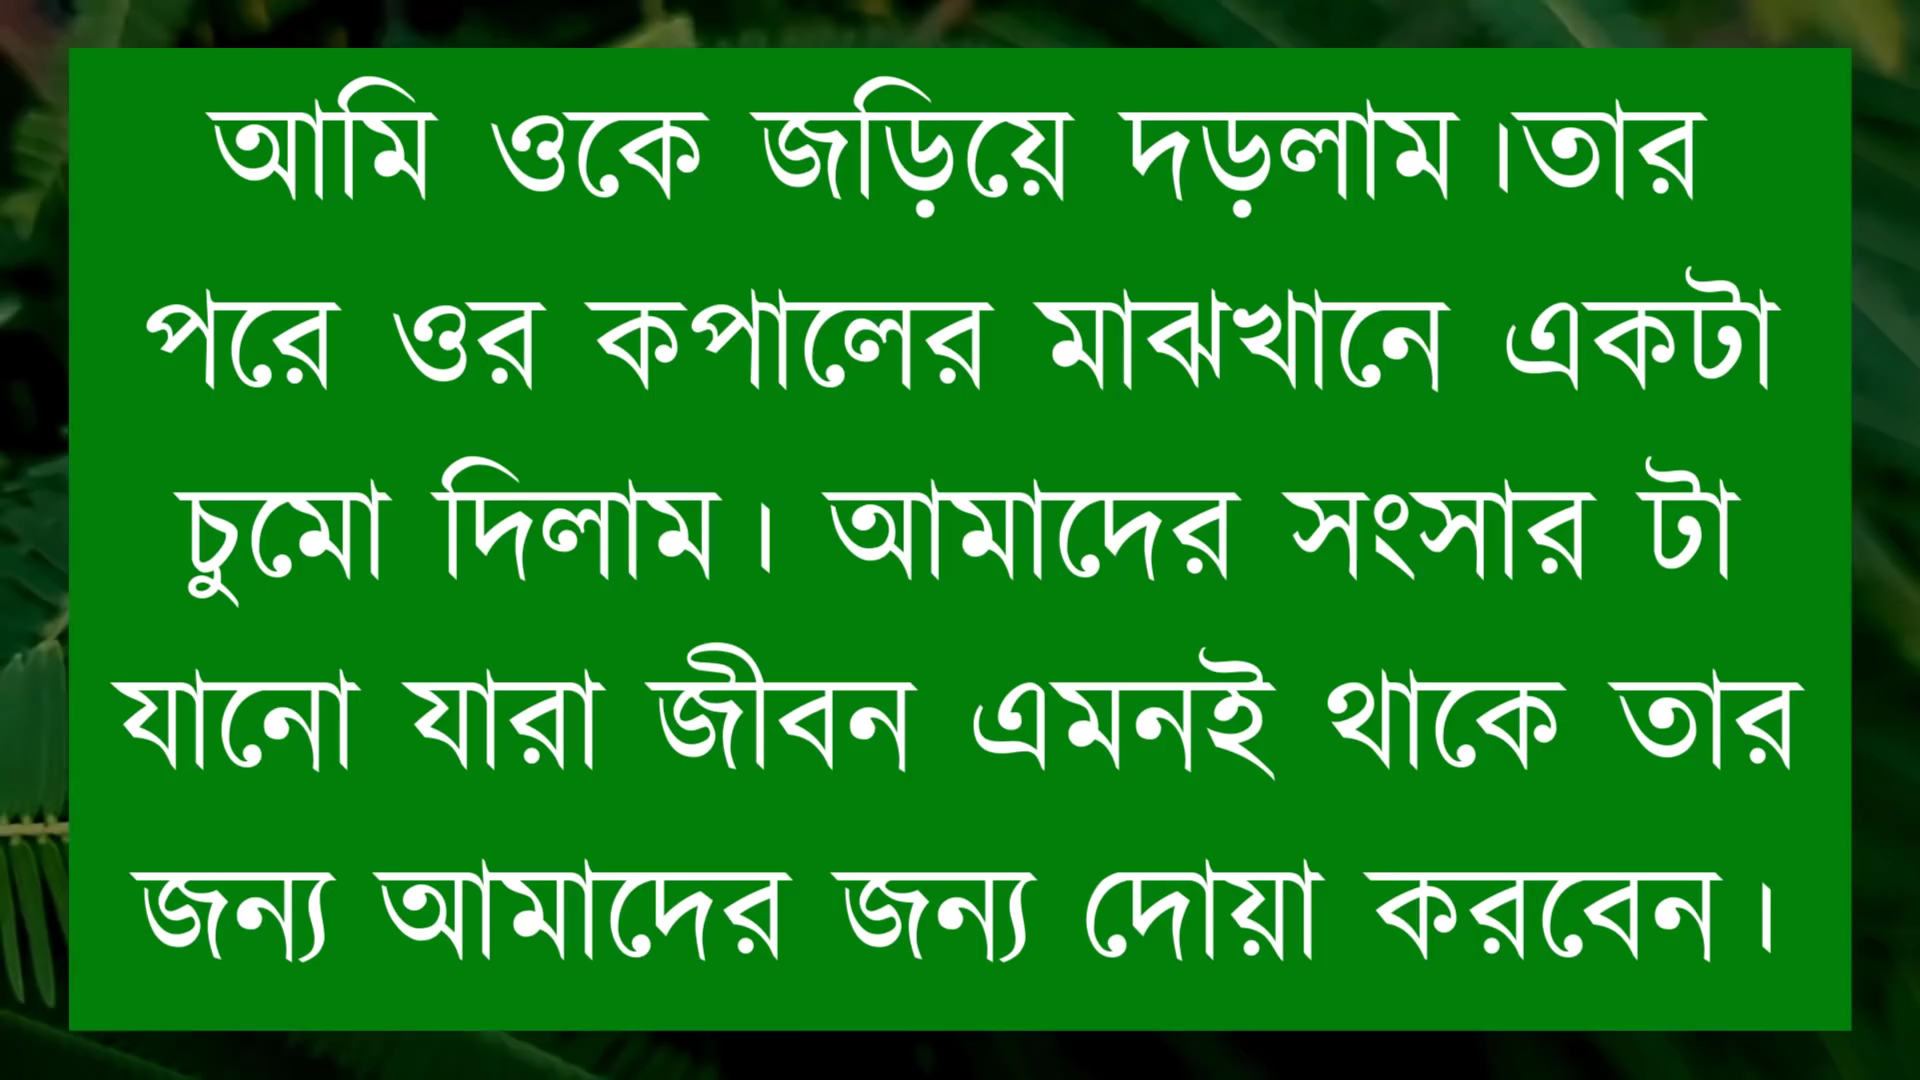 আমি ওকে জড়িয়ে দড়লাম।তার
পরে ওর কপালের মাঝখানে একটা
চুমো দিলাম। আমাদের সংসার টা
যানো যারা জীবন এমনই থাকে তার
জন্য আমাদের জন্য দোয়া করবেন।